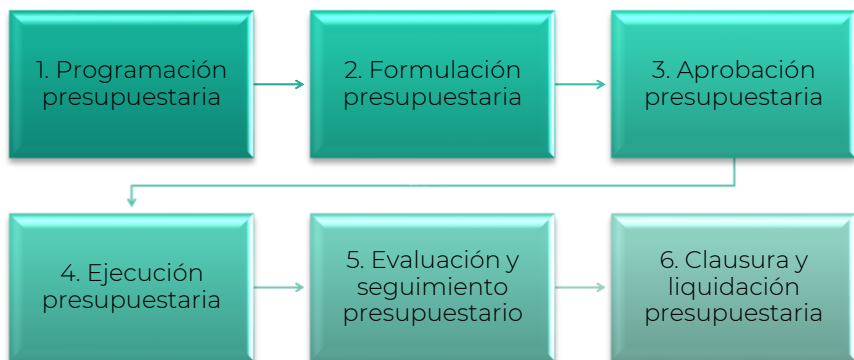 1. Programación
presupuestaria
2. Formulación
presupuestaria
3. Aprobación
presupuestaria
4. Ejecución
presupuestaria
5. Evaluación y
seguimiento
presupuestario
6. Clausura y
liquidación
presupuestaria